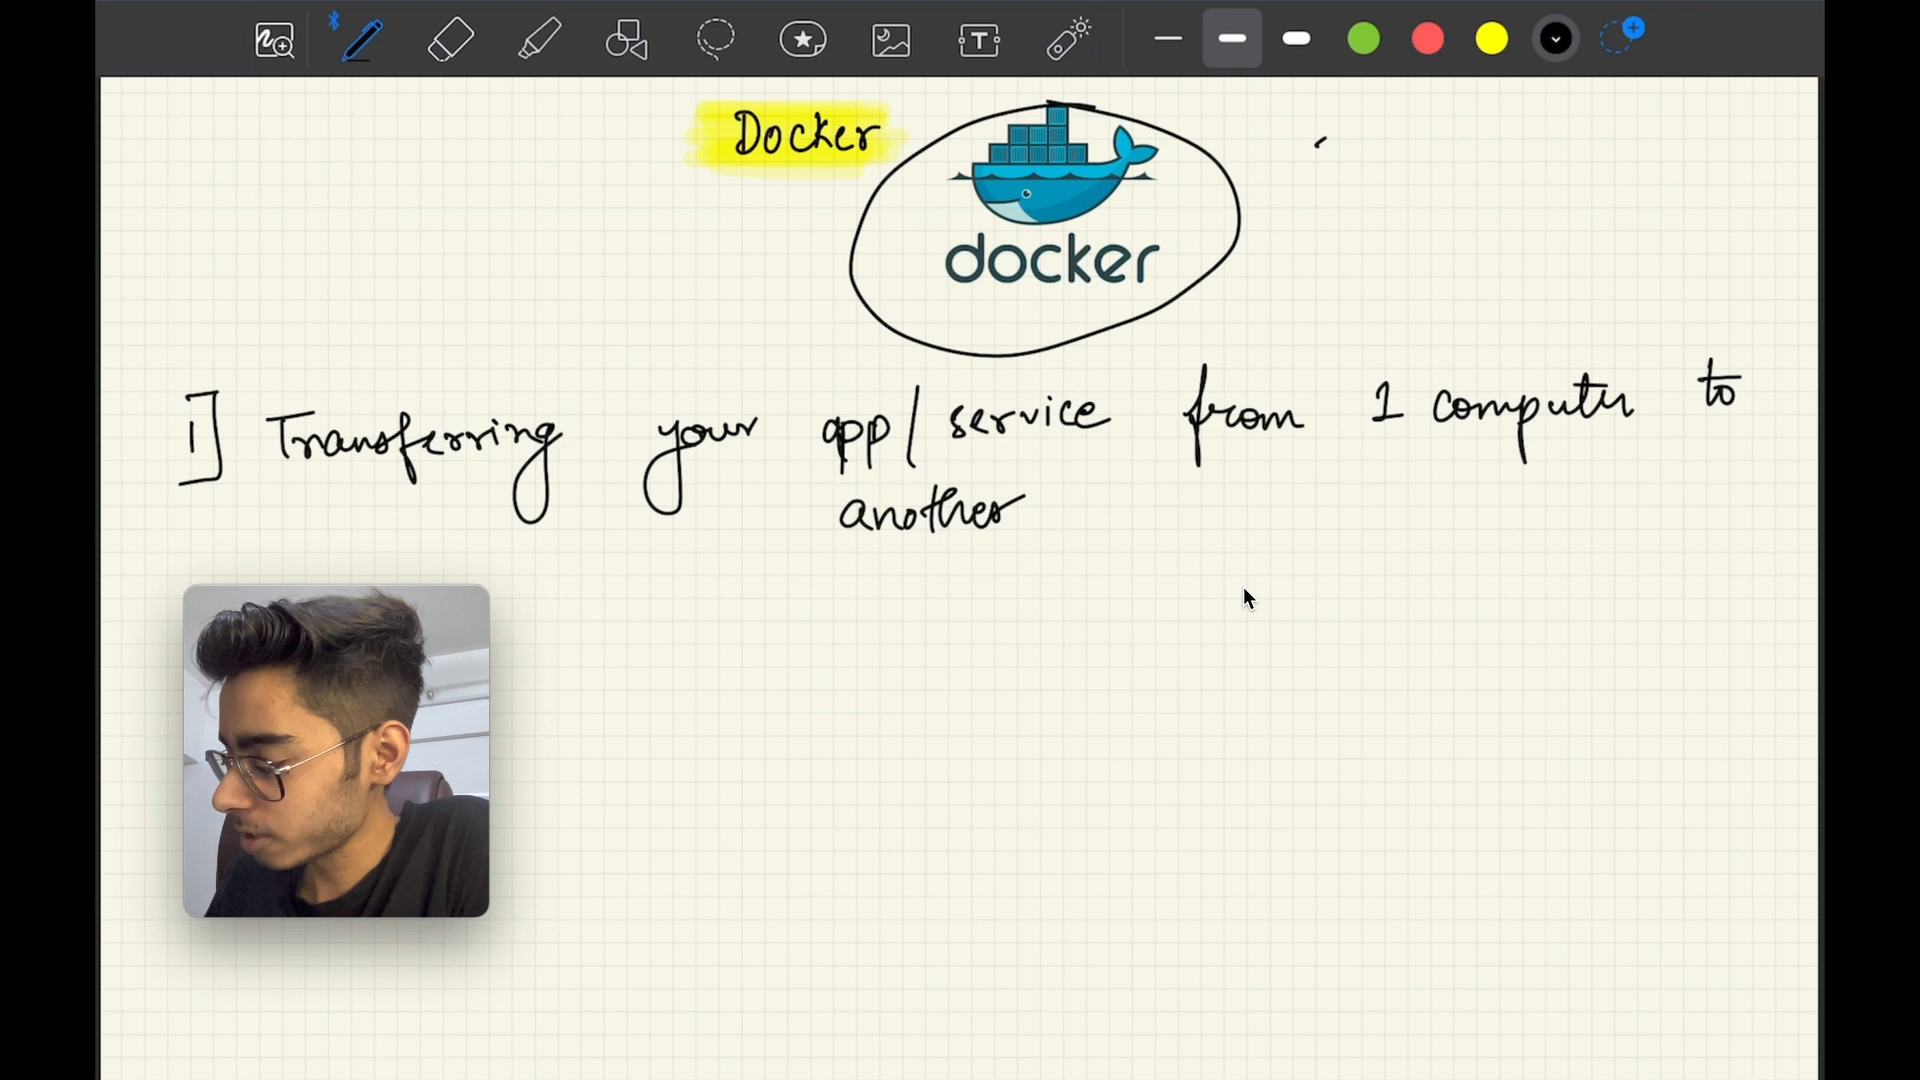 Docker
docker
1] Transferring your app/service from 1 computer to
another